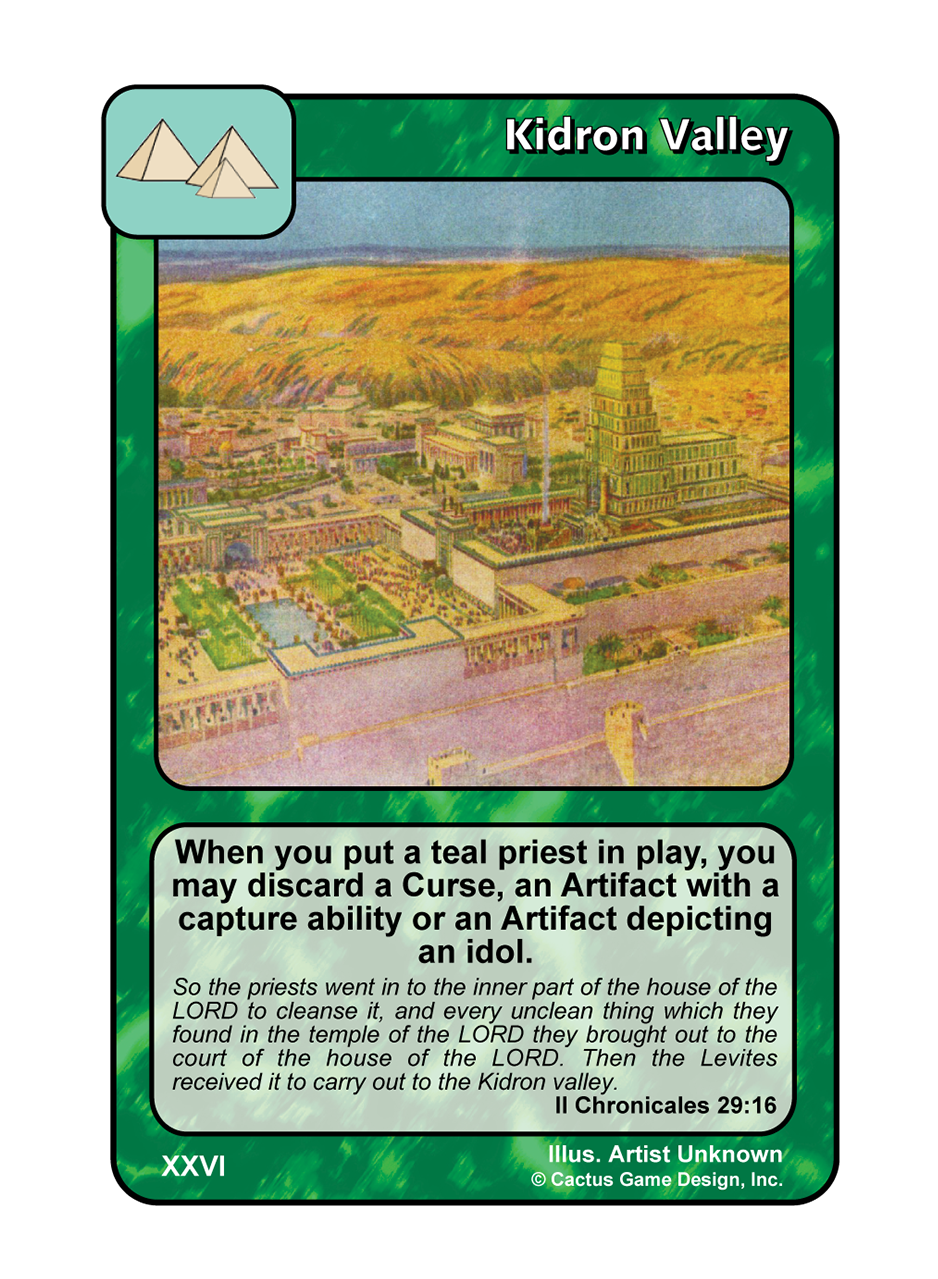 Kidron Valley
When you put a teal priest in play, you
may discard a Curse, an Artifact with a
capture ability or an Artifact depicting
an idol.
So the priests went in to the inner part of the house of the
LORD to cleanse it, and every unclean thing which they
found in the temple of the LORD they brought out to the
court of the house of the LORD. Then the Levites
received it to carry out to the Kidron valley.
II Chronicales 29:16
XXVI
Illus. Artist Unknown
© Cactus Game Design, Inc.